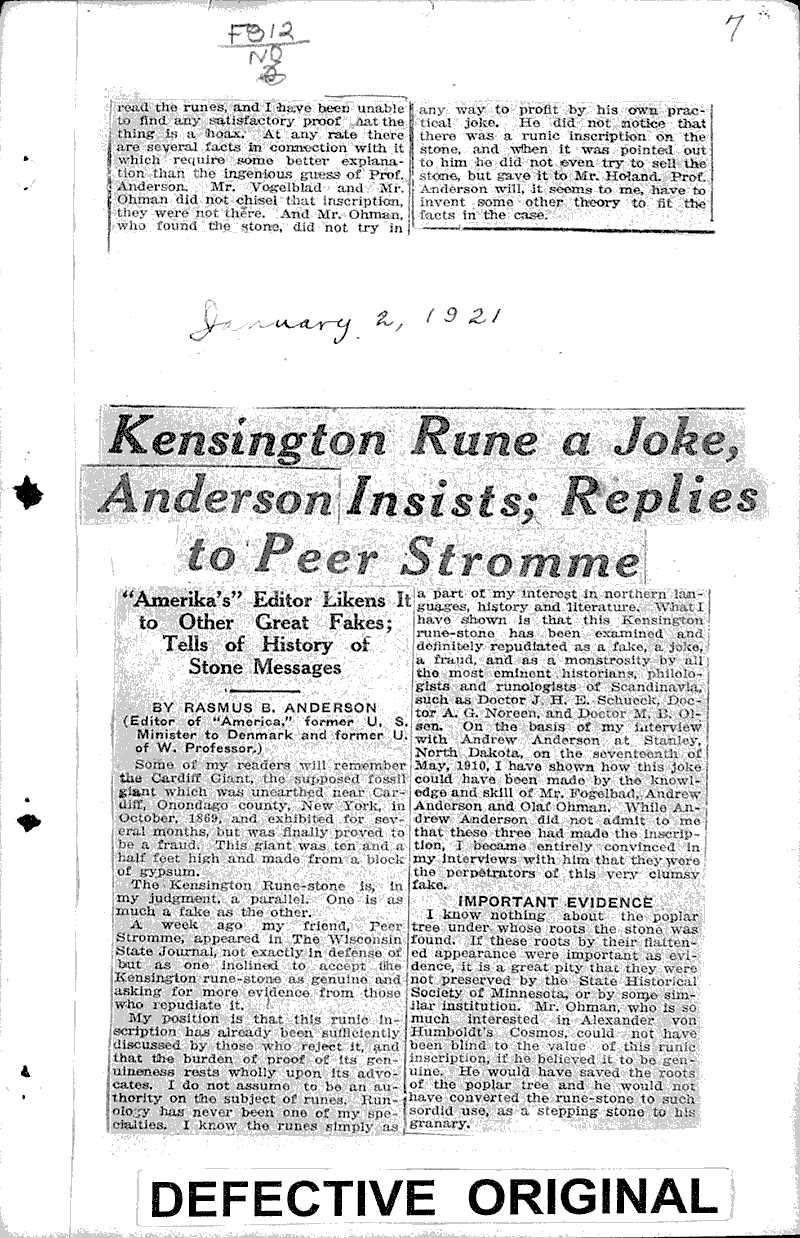 FB12
NO
2
7
read the runes, and I have been unable
to find any satisfactory proof that the
thing is a hoax. At any rate there
are several facts in connection with it
which require some better explana-
tion than the ingenious guess of Prof.
Anderson. Mr. Vogelblad and Mr.
Ohman did not chisel that inscription,
they were not there. And Mr. Ohman,
who found the stone, did not try in
any way to profit by his own prac-
tical joke. He did not notice that
there was a runic inscription on the
stone, and when it was pointed out
to him he did not even try to sell the
stone, but gave it to Mr. Holand. Prof.
Anderson will, it seems to me, have to
invent some other theory to fit the
facts in the case.
January 2, 1921
Kensington Rune a Joke,
Anderson Insists; Replies
to Peer Stromme
"Amerika's" Editor Likens It
to Other Great Fakes;
Tells of History of
Stone Messages
BY RASMUS B. ANDERSON
(Editor of "America," former U. S.
Minister to Denmark and former U.
of W. Professor.)
Some of my readers will remember
the Cardiff Giant, the supposed fossil
giant which was unearthed near Car-
diff, Onondago county, New York, in
October, 1869, and exhibited for sev-
eral months, but was finally proved to
be a fraud. This giant was ten and a
half feet high and made from a block
of gypsum.
The Kensington Rune-stone is, in
my judgment, a parallel. One is as
much a fake as the other.
A week ago my friend, Peer
Stromme, appeared in The Wisconsin
State Journal, not exactly in defense of
but as one inclined to accept the
Kensington rune-stone as genuine and
asking for more evidence from those
who repudiate it.
My position is that this runic in-
scription has already been sufficiently
discussed by those who reject it, and
that the burden of proof of its gen-
uineness rests wholly upon its advo-
cates. I do not assume to be an au-
thority on the subject of runes. Run-
ology has never been one of my spe-
cialties. I know the runes simply as
a part of my interest in northern lan-
guages, history and literature. What I
have shown is that this Kensington
rune-stone has been examined and
definitely repudiated as a fake, a joke,
a fraud, and as a monstrosity by all
the most eminent historians, philolo-
gists and runologists of Scandinavia,
such as Doctor J. H. E. Schueck, Doc-
tor A. G. Noreen, and Doctor M. B. Ol-
sen. On the basis of my interview
with Andrew Anderson at Stanley,
North Dakota, on the seventeenth of
May, 1910, I have shown how this joke
could have been made by the knowl-
edge and skill of Mr. Fogelbad, Andrew
Anderson and Olaf Ohman. While An-
drew Anderson did not admit to me
that these three had made the inscrip-
tion, I became entirely convinced in
my interviews with him that they were
the perpetrators of this very clumsy
fake.
IMPORTANT EVIDENCE
I know nothing about the poplar
tree under whose roots the stone was
found. If these roots by their flatten-
ed appearance were important as evi-
dence, it is a great pity that they were
not preserved by the State Historical
Society of Minnesota, or by some sim-
ilar institution. Mr. Ohman, who is so
much interested in Alexander von
Humboldt's Cosmos, could not have
been blind to the value of this runic
inscription, if he believed it to be gen-
uine. He would have saved the roots
of the poplar tree and he would not
have converted the rune-stone to such
sordid use, as a stepping stone to his
granary.
DEFECTIVE ORIGINAL